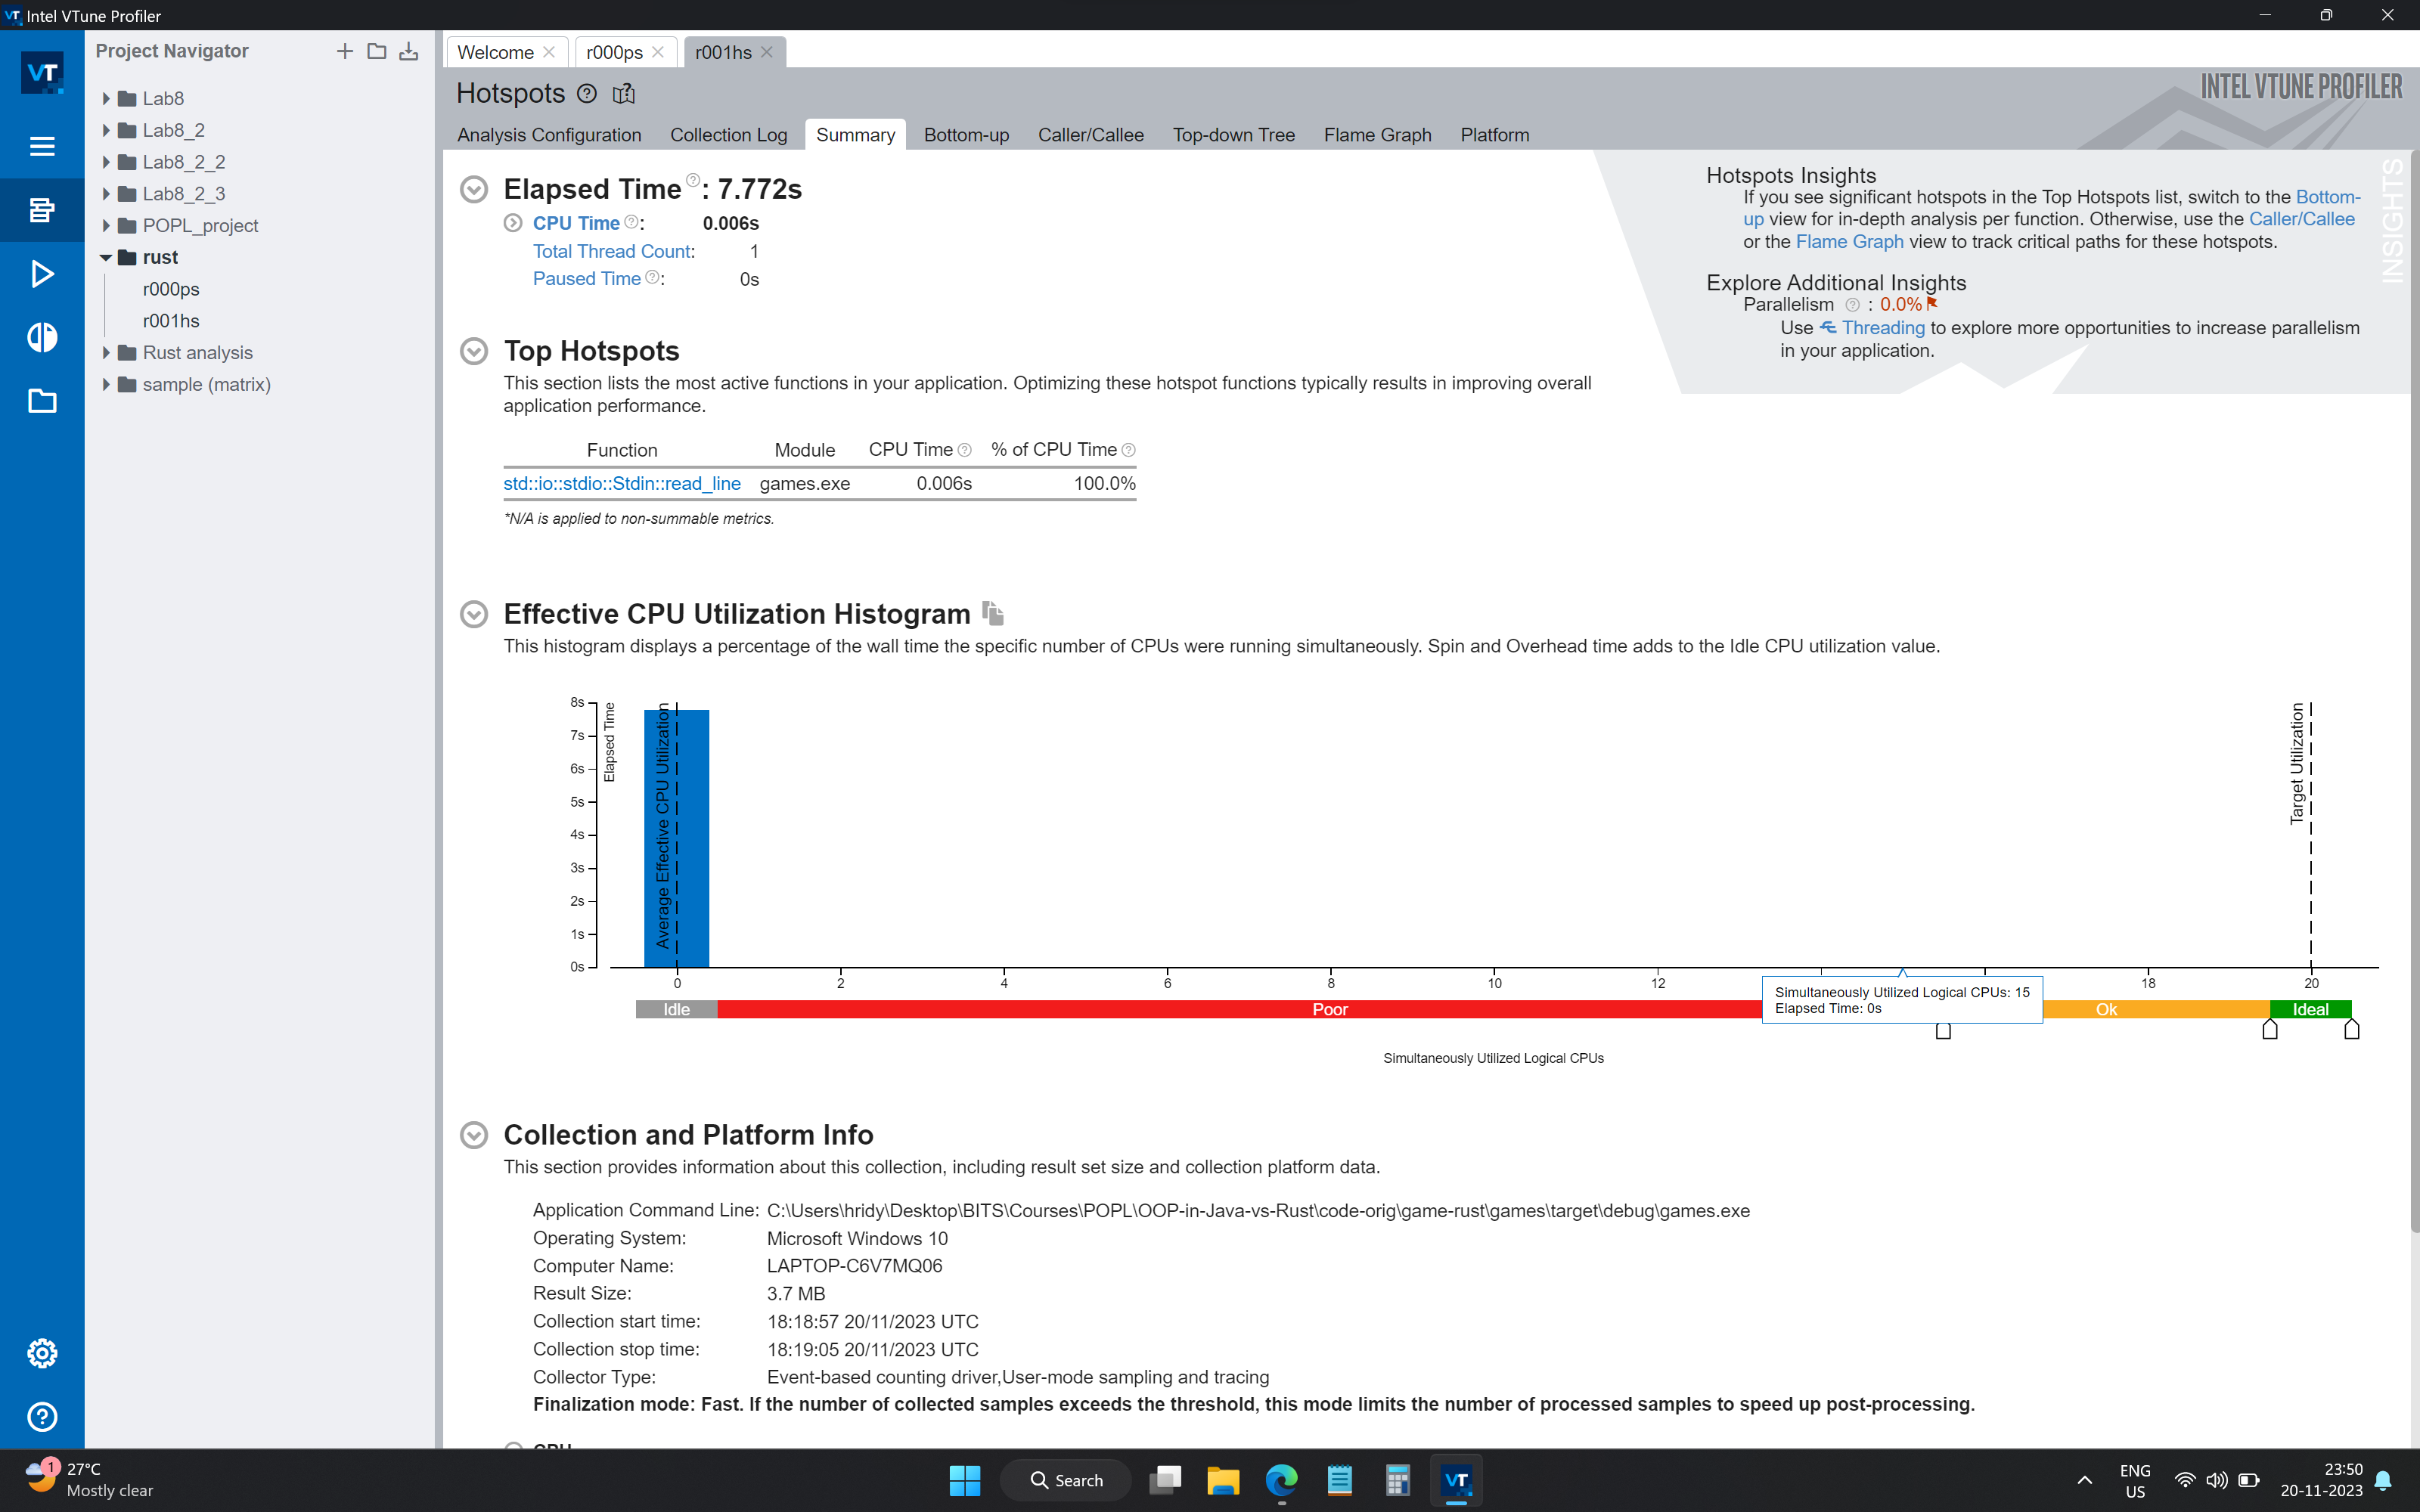 Intel VTune Profiler
Project Navigator
Lab8
Lab8_2
Lab8_2_2
Lab8_2_3
POPL_project
rust
r000ps
r001hs
Rust analysis
sample (matrix)
Welcome
r000ps
r001hs
Hotspots
INTEL VTUNE PROFILER
Analysis Configuration
Collection Log
Summary
Bottom-up
Caller/Callee
Top-down Tree
Flame Graph
Platform
Elapsed Time: 7.772s
CPU Time: 0.006s
Total Thread Count: 1
Paused Time: 0s
Hotspots Insights
If you see significant hotspots in the Top Hotspots list, switch to the Bottom-
up view for in-depth analysis per function. Otherwise, use the Caller/Callee
or the Flame Graph view to track critical paths for these hotspots.
Explore Additional Insights
Parallelism : 0.0%
Use Threading to explore more opportunities to increase parallelism
in your application.
INSIGHTS
Top Hotspots
This section lists the most active functions in your application. Optimizing these hotspot functions typically results in improving overall
application performance.
Function Module CPU Time % of CPU Time
std::io::stdio::Stdin::read_line games.exe 0.006s 100.0%
*N/A is applied to non-summable metrics.
Effective CPU Utilization Histogram
This histogram displays a percentage of the wall time the specific number of CPUs were running simultaneously. Spin and Overhead time adds to the Idle CPU utilization value.
8s
7s
6s
5s
4s
3s
2s
1s
0s
Elapsed Time
Average Effective CPU Utilization
Target Utilization
0 2 4 6 8 10 12 18 20
Idle Poor Ok Ideal
Simultaneously Utilized Logical CPUs: 15
Elapsed Time: 0s
Simultaneously Utilized Logical CPUs
Collection and Platform Info
This section provides information about this collection, including result set size and collection platform data.
Application Command Line: C:\Users\hridy\Desktop\BITS\Courses\POPL\OOP-in-Java-vs-Rust\code-orig\game-rust\games\target\debug\games.exe
Operating System: Microsoft Windows 10
Computer Name: LAPTOP-C6V7MQ06
Result Size: 3.7 MB
Collection start time: 18:18:57 20/11/2023 UTC
Collection stop time: 18:19:05 20/11/2023 UTC
Collector Type: Event-based counting driver,User-mode sampling and tracing
Finalization mode: Fast. If the number of collected samples exceeds the threshold, this mode limits the number of processed samples to speed up post-processing.
CPU
1
27°C
Mostly clear
Search
ENG
US
23:50
20-11-2023